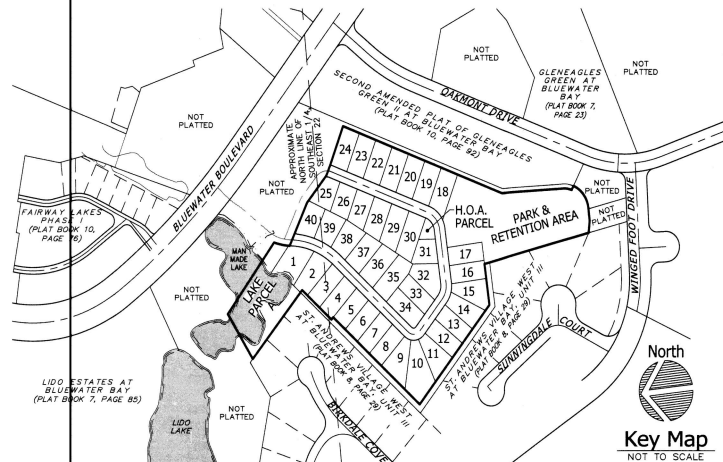 NOT
PLATTED
NOT
PLATTED
GLENEAGLES
GREEN AT
BLUEWATER
BAY
(PLAT BOOK 7,
PAGE 23)
OAKMONT DRIVE
SECOND AMENDED PLAT OF GLENEAGLES
GREEN II AT BLUEWATER BAY
(PLAT BOOK 10, PAGE 92)
NOT
PLATTED
BLUEWATER BOULEVARD
APPROXIMATE
NORTH LINE OF
SOUTHEAST 1/4
SECTION 22
NOT
PLATTED
24
23
22
21
20
19
18
25
26
27
28
29
30
H.O.A.
PARCEL
PARK &
RETENTION AREA
NOT
PLATTED
NOT
PLATTED
WINGED FOOT DRIVE
FAIRWAY LAKES
PHASE I
(PLAT BOOK 10,
PAGE 76)
40
39
38
37
36
35
34
33
32
31
17
16
15
14
13
12
11
10
9
8
7
6
5
4
3
2
1
MAN
MADE
LAKE
LAKE
PARCEL
A
NOT
PLATTED
ST. ANDREWS VILLAGE WEST
AT BLUEWATER BAY UNIT III
(PLAT BOOK 8, PAGE 29)
ST. ANDREWS VILLAGE WEST
AT BLUEWATER BAY, UNIT III
(PLAT BOOK 8, PAGE 29)
SUNNINGDALE COURT
LIDO ESTATES AT
BLUEWATER BAY
(PLAT BOOK 7, PAGE 85)
LIDO
LAKE
NOT
PLATTED
BIRKDALE COVE
North
Key Map
NOT TO SCALE